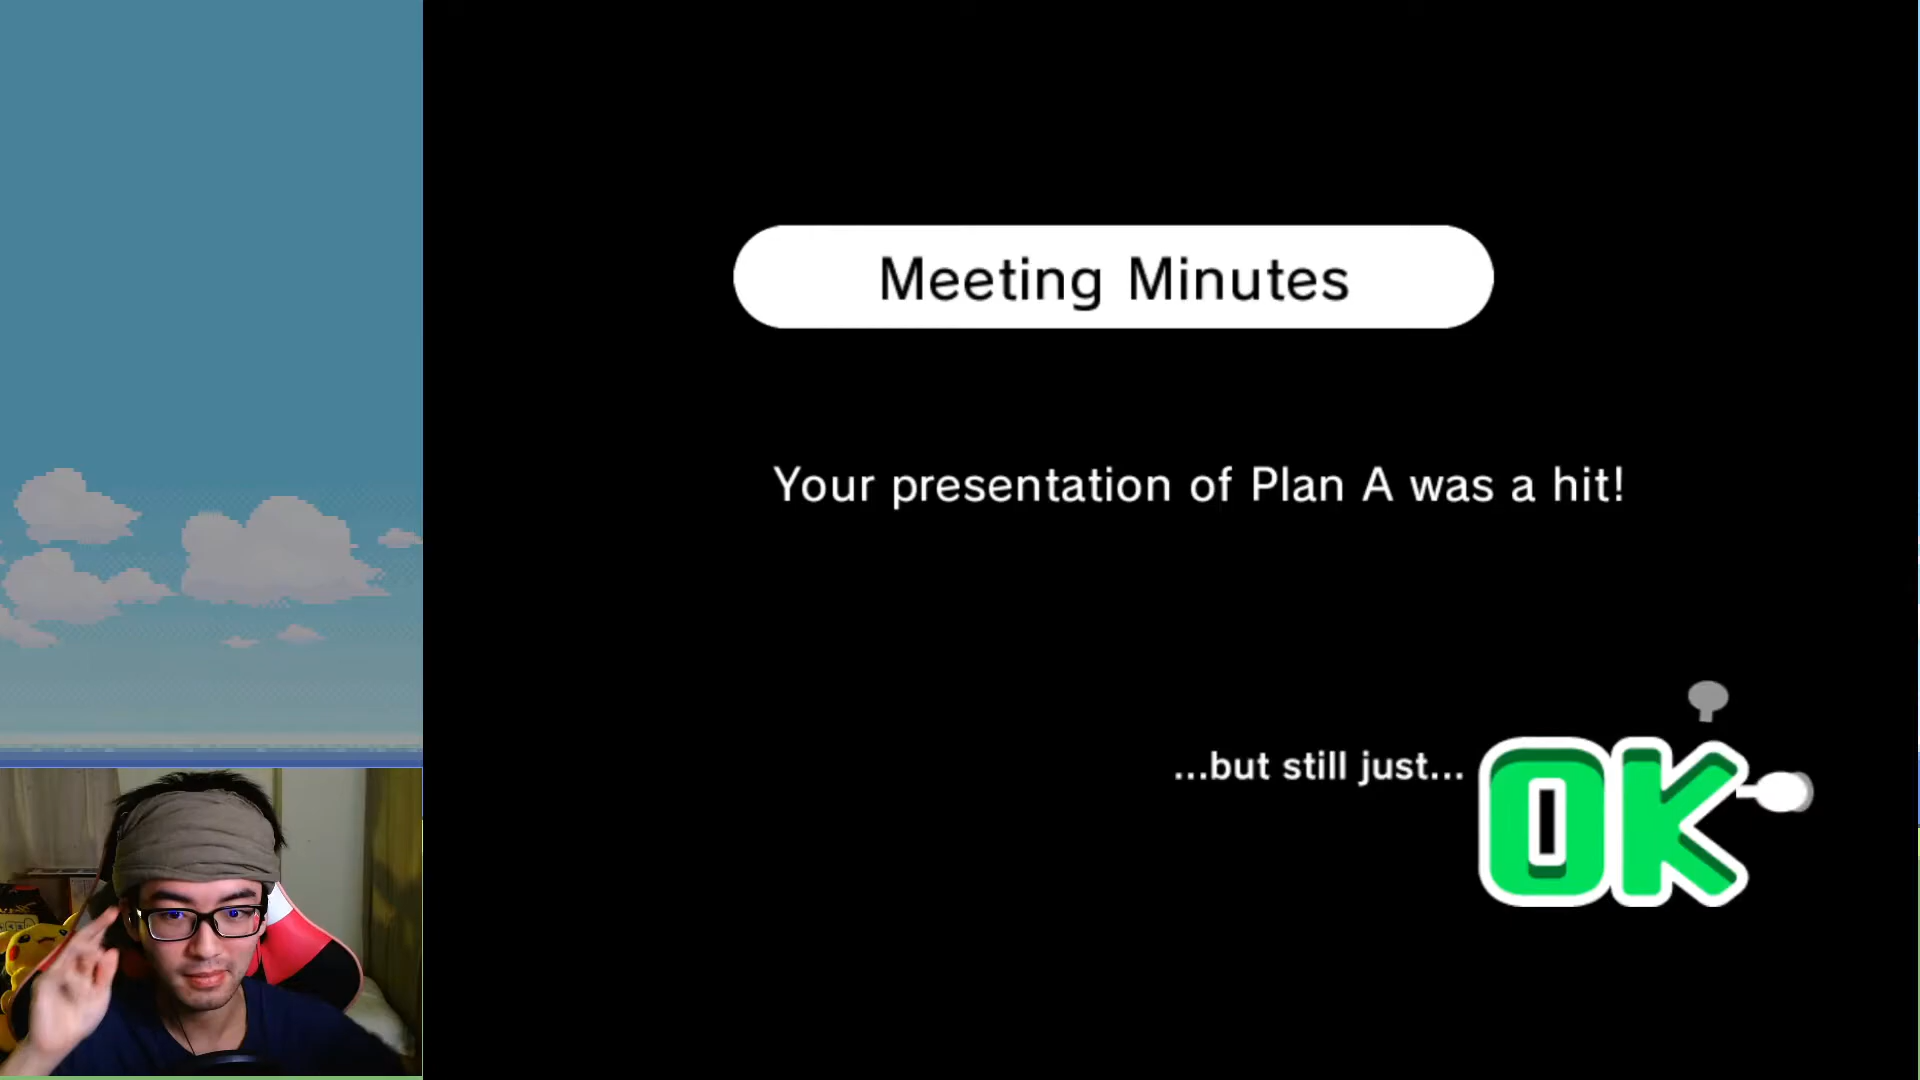 Meeting Minutes
Your presentation of Plan A was a hit!
...but still just...
OK